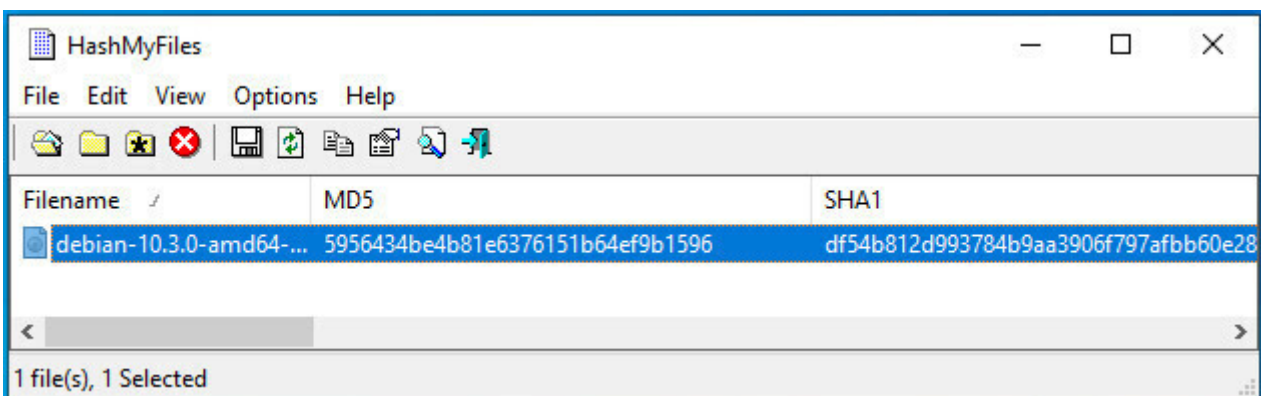 HashMyFiles
File Edit View Options Help
Filename MD5 SHA1
debian-10.3.0-amd64-... 5956434be4b81e6376151b64ef9b1596 df54b812d993784b9aa3906f797afbb60e28
1 file(s), 1 Selected